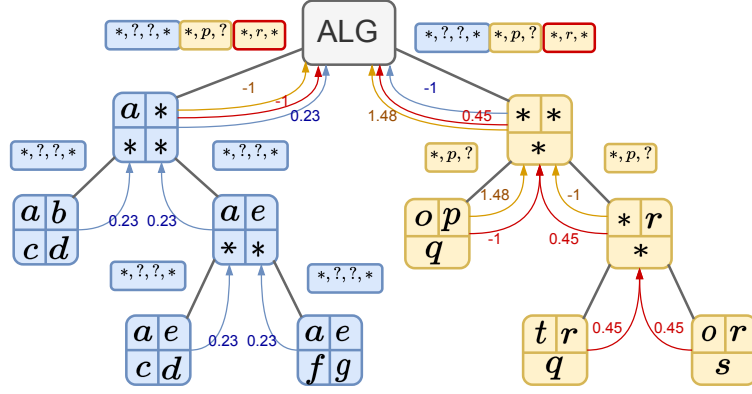 ALG
*,?,?,* *,p,? *,r,*
*,?,?,* *,p,? *,r,*
-1
-1
0.23
-1
1.48
0.45
a *
* *
* *
*
*,?,?,*
*,?,?,*
*,p,?
*,p,?
a b
c d
0.23
0.23
a e
* *
o p
q
1.48
-1
-1
0.45
* r
*
*,?,?,*
*,?,?,*
a e
c d
0.23
0.23
a e
f g
t r
q
0.45
0.45
o r
s